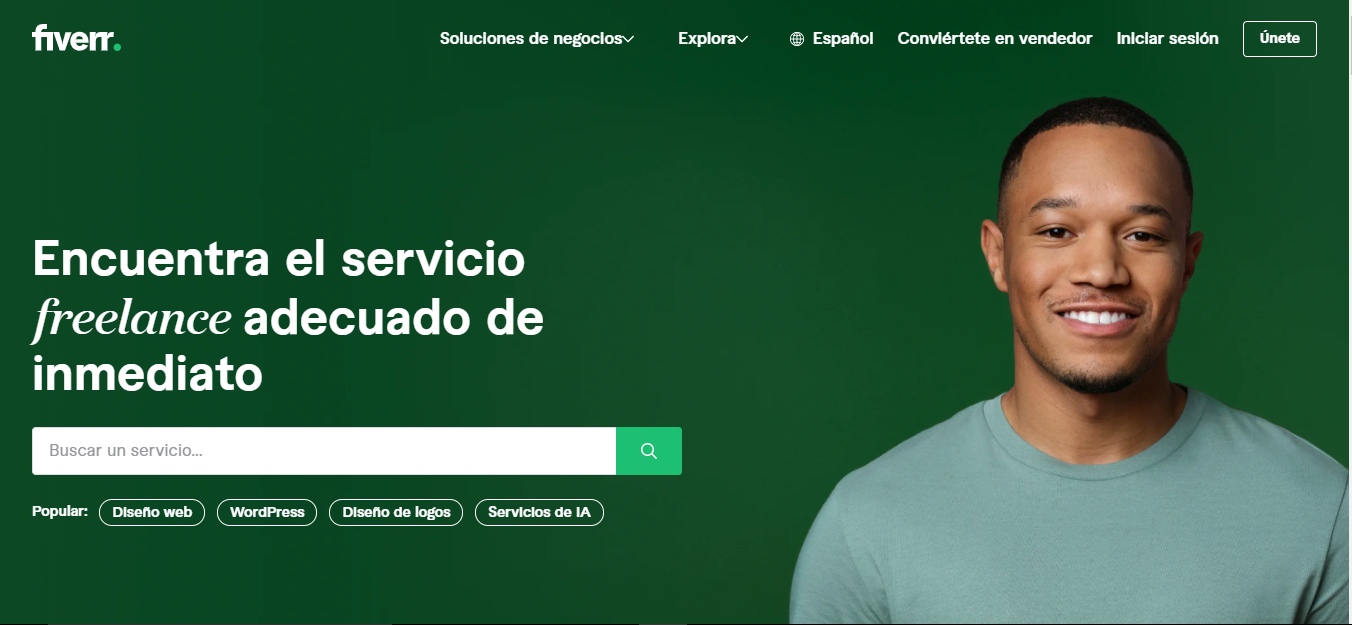 fiverr.
Soluciones de negocios
Explora
Español
Conviértete en vendedor
Iniciar sesión
Únete
Encuentra el servicio
freelance adecuado de
inmediato
Buscar un servicio...
Popular:
Diseño web
WordPress
Diseño de logos
Servicios de IA